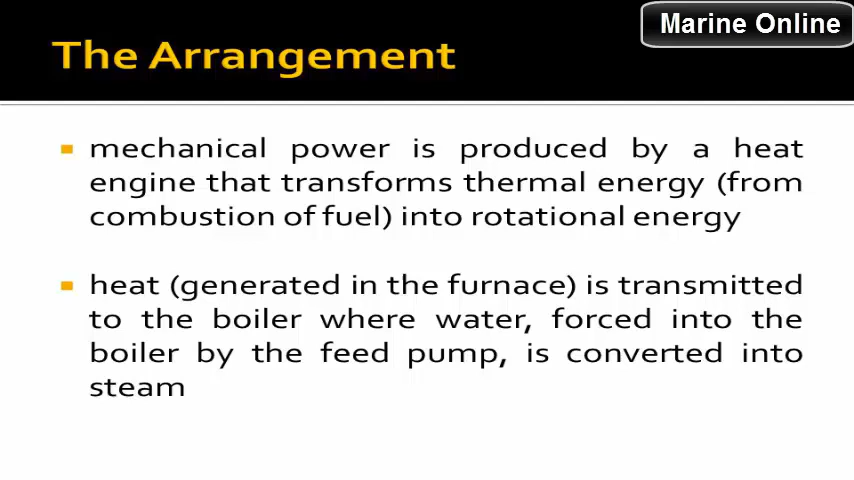 Marine Online
The Arrangement
mechanical power is produced by a heat
engine that transforms thermal energy (from
combustion of fuel) into rotational energy
heat (generated in the furnace) is transmitted
to the boiler where water, forced into the
boiler by the feed pump, is converted into
steam